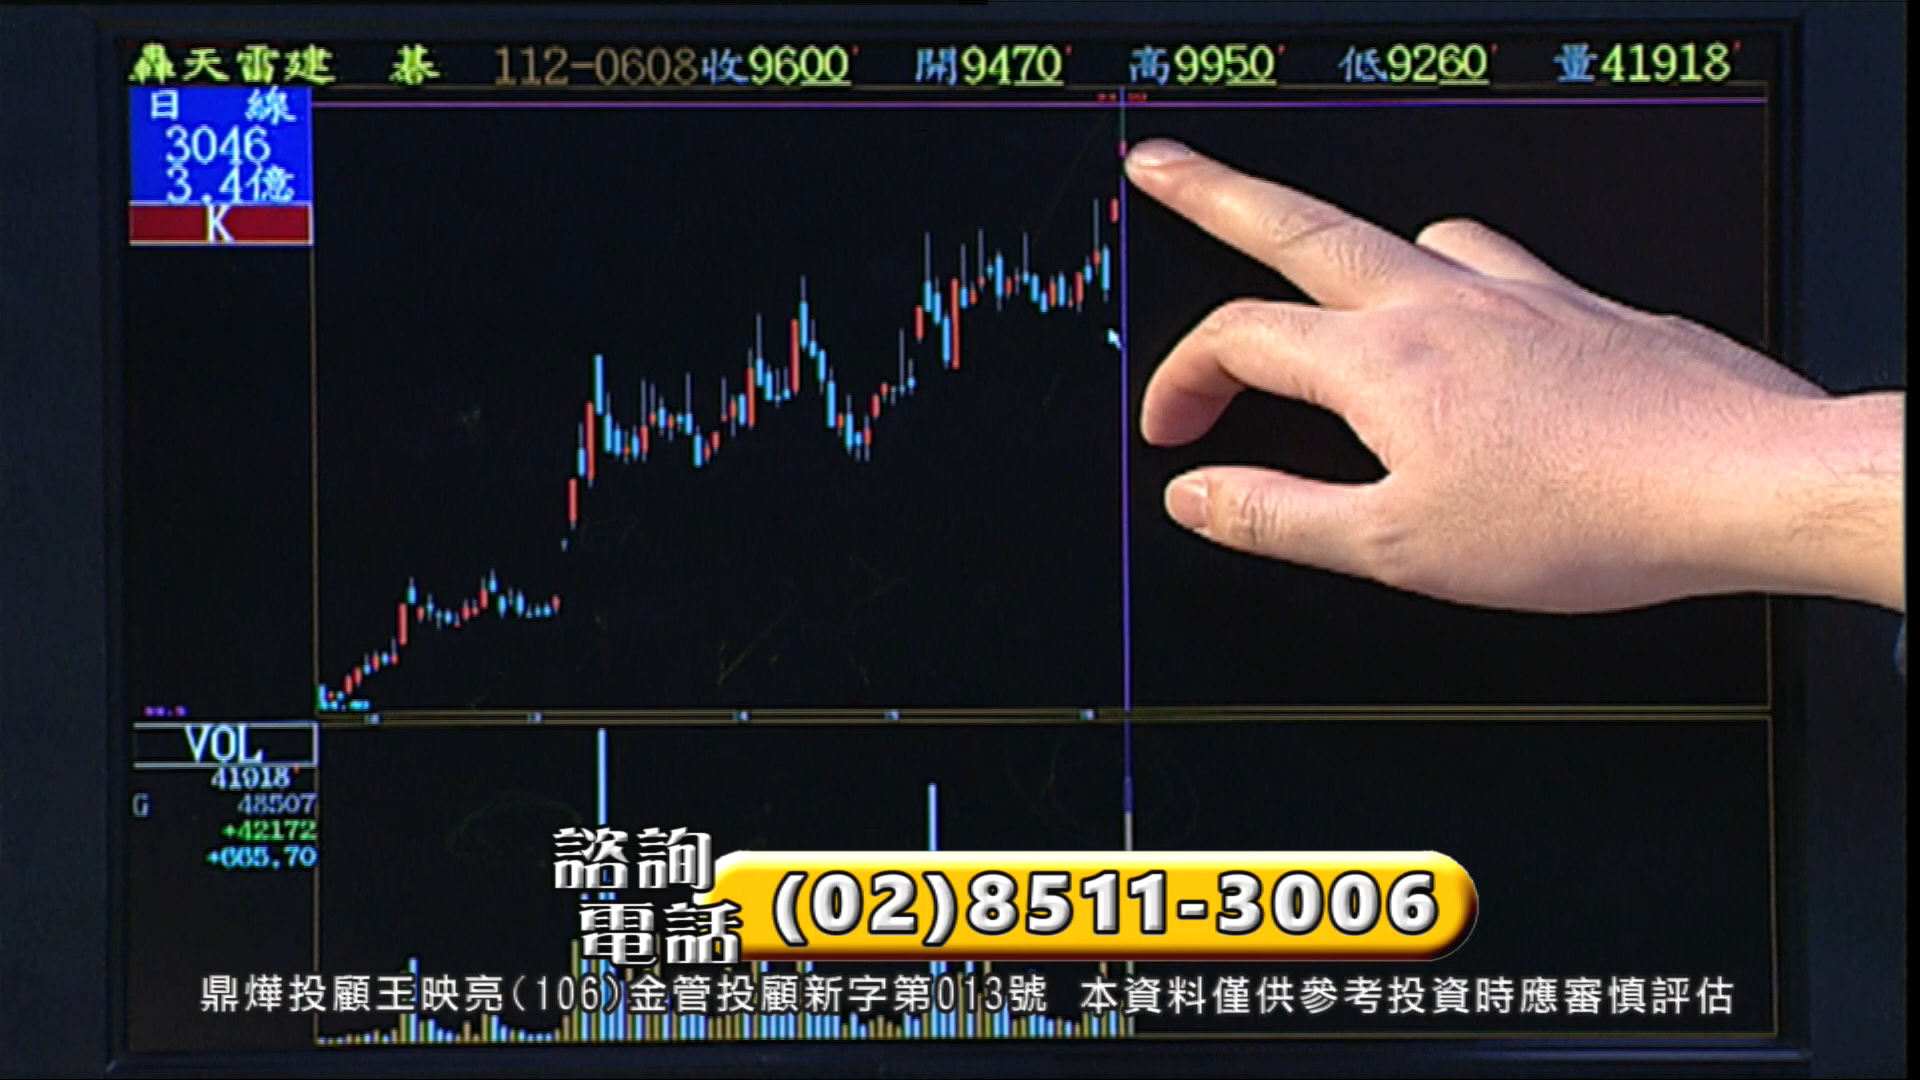 轟天雷建 碁 112-0608收9600 開9470 高9950 低9260 量41918
日 線
3046
3.4億
K
VOL
41918
G 48507
+42172
+665.70
諮詢
電話
(02)8511-3006
鼎燁投顧王映亮(106)金管投顧新字第013號 本資料僅供參考投資時應審慎評估